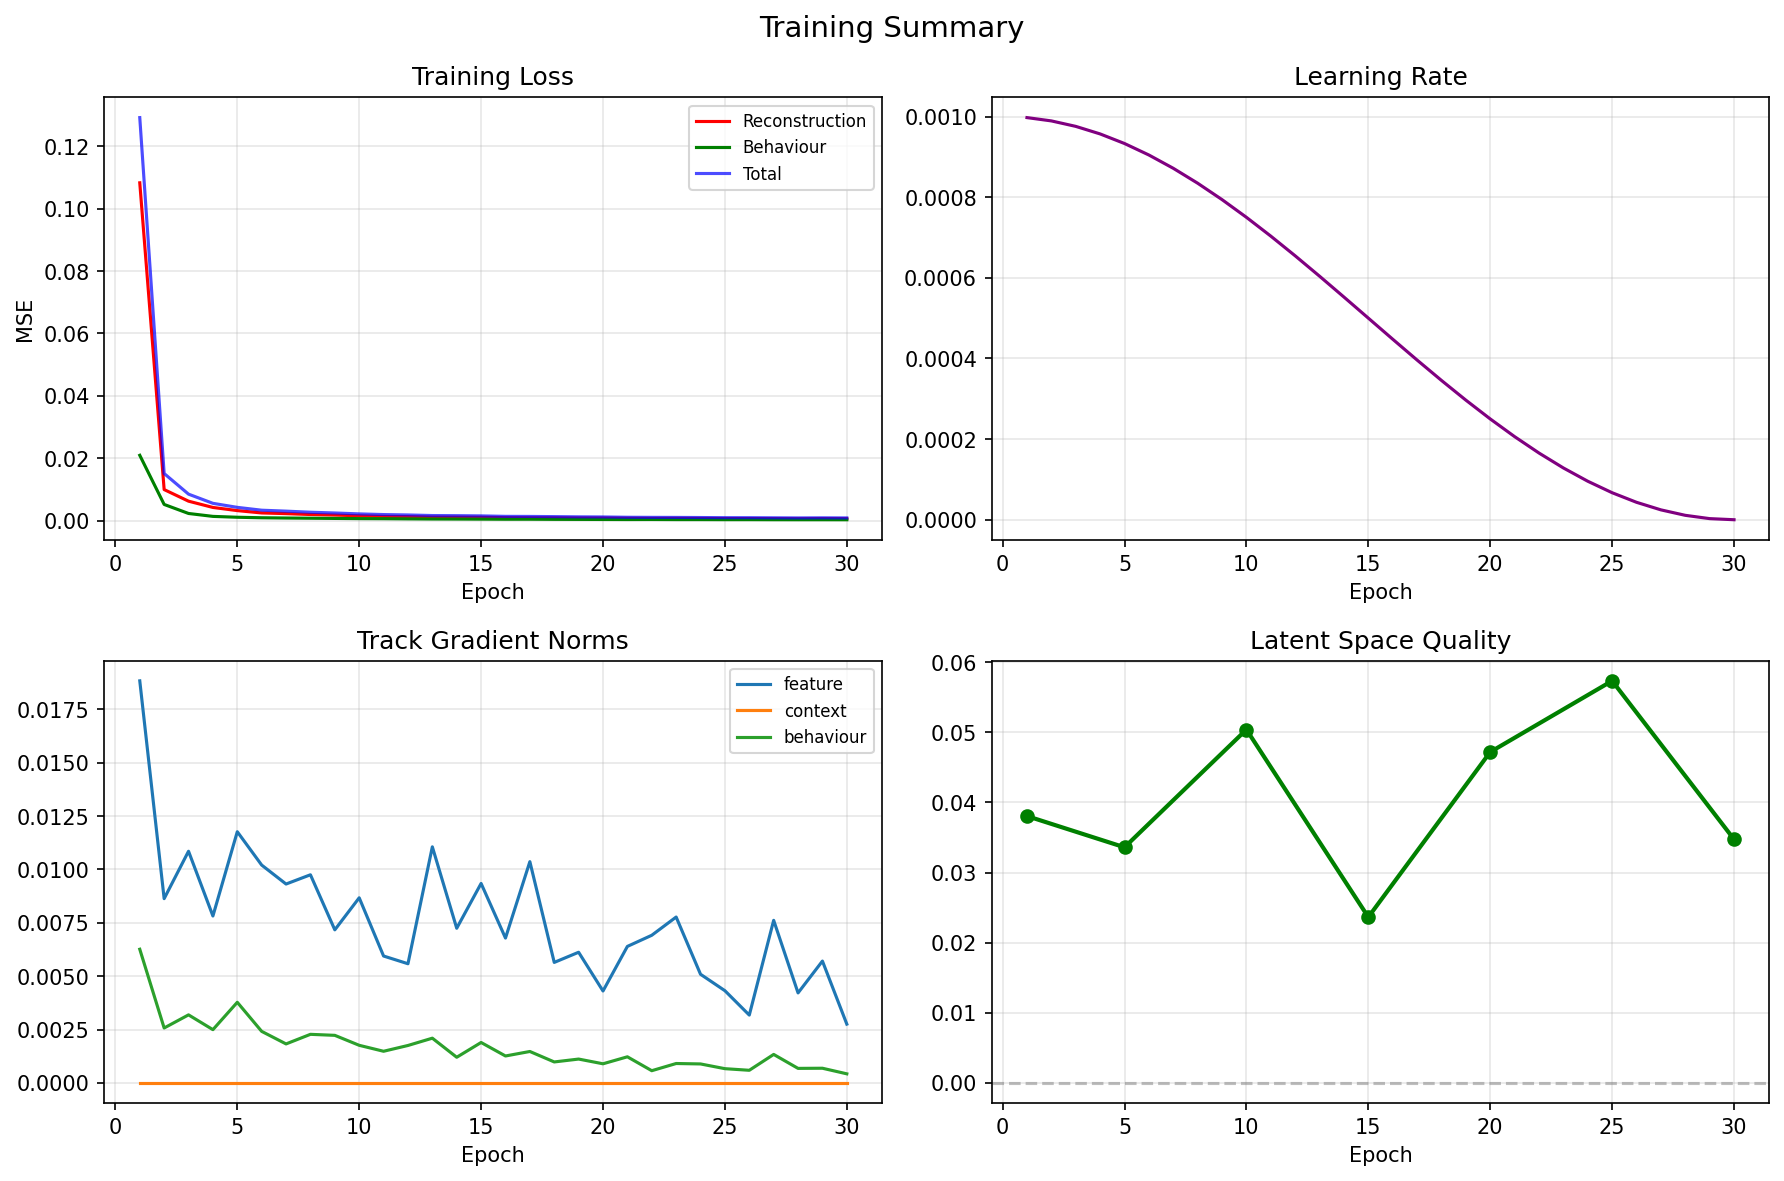 Training Summary
Training Loss
MSE
0.12
0.10
0.08
0.06
0.04
0.02
0.00
Reconstruction
Behaviour
Total
0 5 10 15 20 25 30
Epoch
Learning Rate
0.0010
0.0008
0.0006
0.0004
0.0002
0.0000
0 5 10 15 20 25 30
Epoch
Track Gradient Norms
0.0175
0.0150
0.0125
0.0100
0.0075
0.0050
0.0025
0.0000
feature
context
behaviour
0 5 10 15 20 25 30
Epoch
Latent Space Quality
0.06
0.05
0.04
0.03
0.02
0.01
0.00
0 5 10 15 20 25 30
Epoch